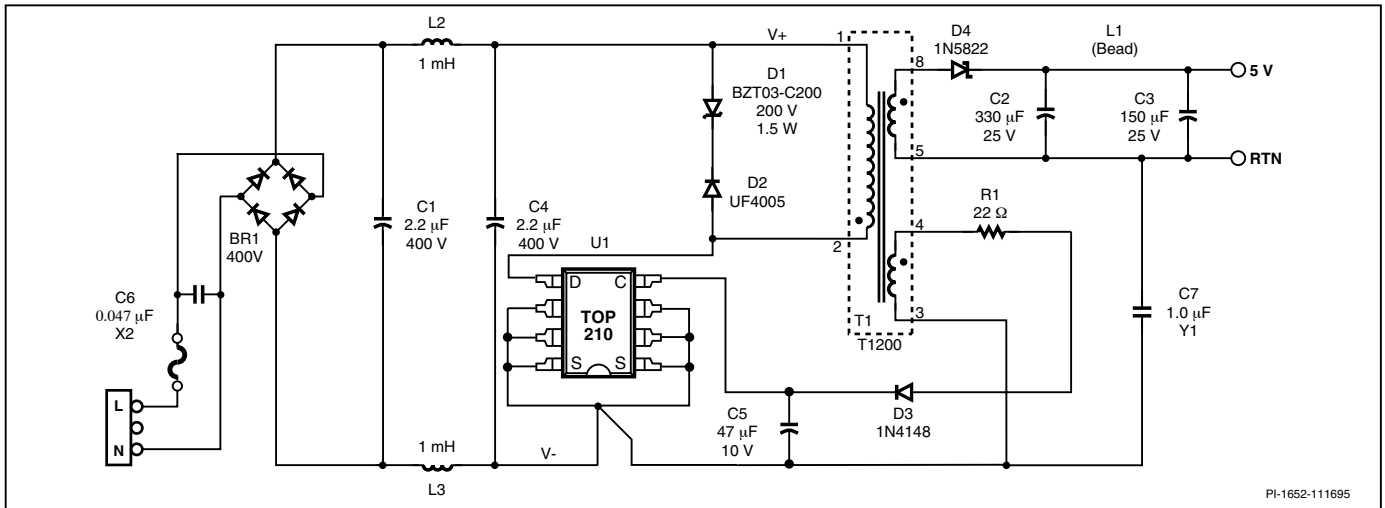 L2
1 mH
V+
D1
BZT03-C200
200 V
1.5 W
D2
UF4005
1
2
8
5
4
3
D4
1N5822
L1
(Bead)
5 V
RTN
C2
330 µF
25 V
C3
150 µF
25 V
R1
22 Ω
C1
2.2 µF
400 V
C4
2.2 µF
400 V
BR1
400V
U1
D
C
TOP
210
S
S
T1
T1200
C6
0.047 µF
X2
C7
1.0 µF
Y1
L
N
C5
47 µF
10 V
D3
1N4148
1 mH
L3
V-
PI-1652-111695